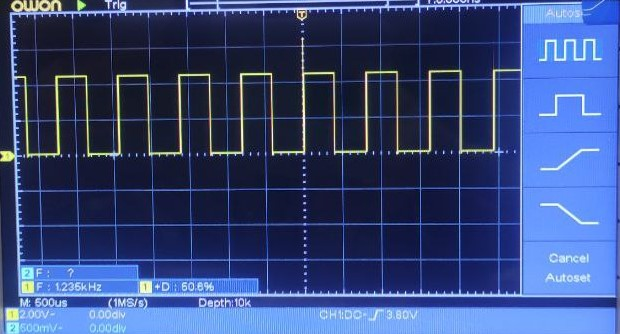 owon Trig
Autos
2 F : ?
1 F : 1.235kHz 1 +D : 50.6%
M: 500us (1MS/s) Depth:10k
1 2.00V~ 0.00div CH1:DC- 3.80V
2 500mV~ 0.00div
Cancel
Autoset